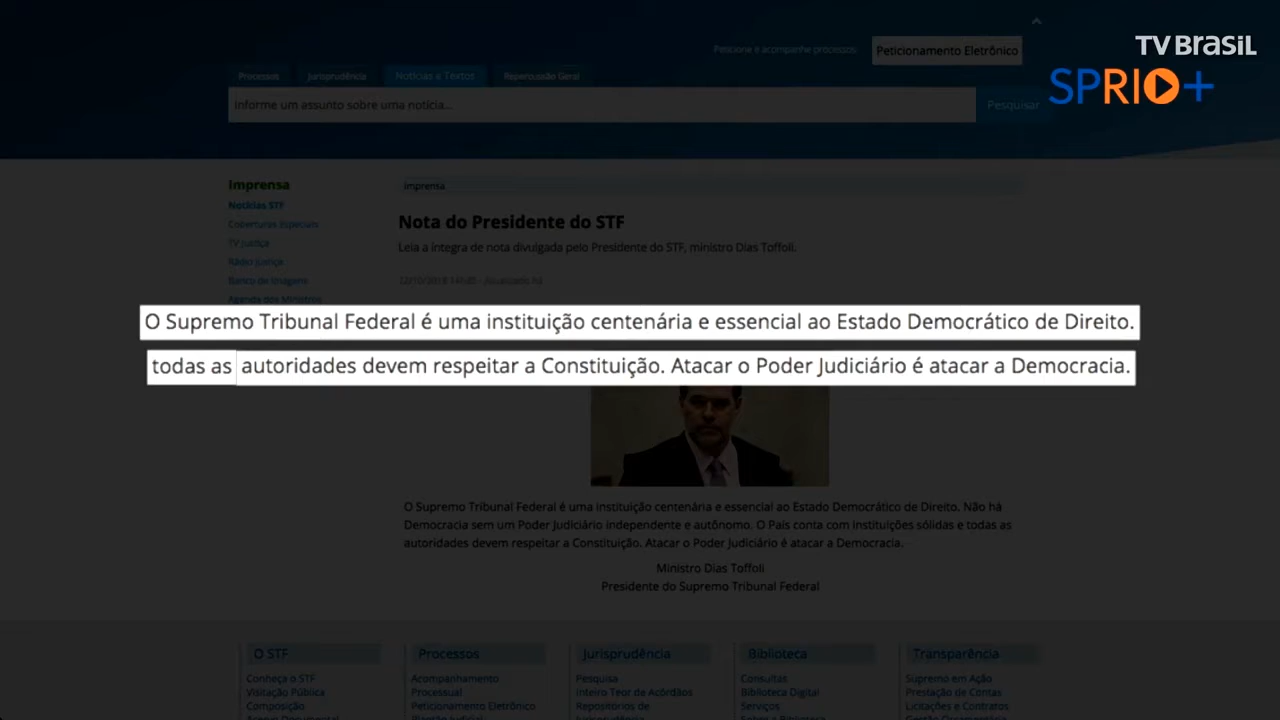 TV BRASIL
SPRIO+
Peticione e acompanhe processos
Peticionamento Eletrônico
Processos
Jurisprudência
Notícias e Textos
Repercussão Geral
Informe um assunto sobre uma notícia...
Pesquisar
Imprensa
Notícias STF
Coberturas Especiais
TV Justiça
Rádio Justiça
Banco de Imagens
Agenda dos Ministros
Imprensa
Nota do Presidente do STF
Leia a íntegra de nota divulgada pelo Presidente do STF, ministro Dias Toffoli.
O Supremo Tribunal Federal é uma instituição centenária e essencial ao Estado Democrático de Direito.
todas as autoridades devem respeitar a Constituição. Atacar o Poder Judiciário é atacar a Democracia.
O Supremo Tribunal Federal é uma instituição centenária e essencial ao Estado Democrático de Direito. Não há
Democracia sem um Poder Judiciário independente e autônomo. O País conta com instituições sólidas e todas as
autoridades devem respeitar a Constituição. Atacar o Poder Judiciário é atacar a Democracia.
Ministro Dias Toffoli
Presidente do Supremo Tribunal Federal
O STF
Conheça o STF
Visitação Pública
Composição
Processos
Acompanhamento
Processual
Peticionamento Eletrônico
Jurisprudência
Pesquisa
Inteiro Teor de Acórdãos
Repositórios de
Biblioteca
Consultas
Biblioteca Digital
Serviços
Transparência
Supremo em Ação
Prestação de Contas
Licitações e Contratos